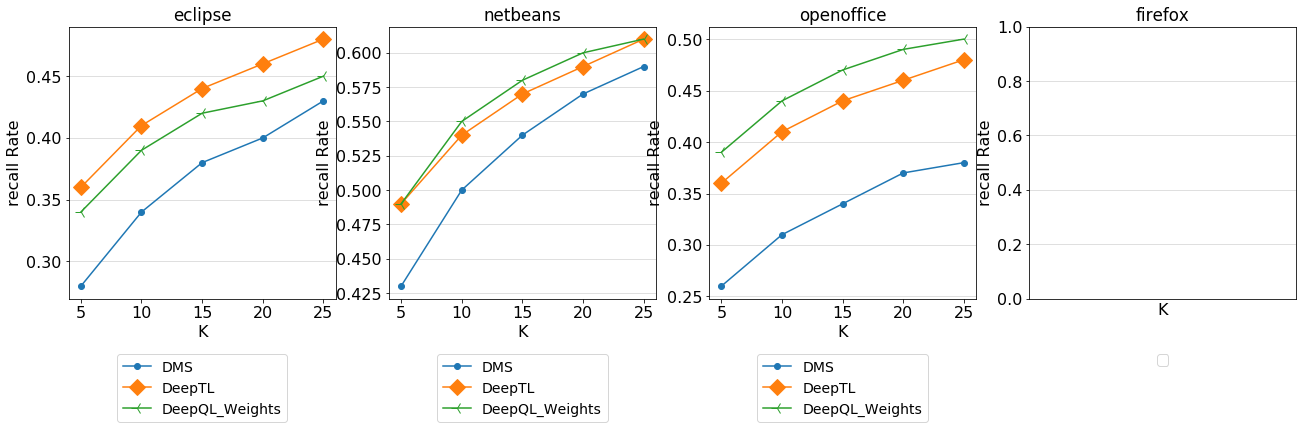 eclipse
recall Rate
0.45
0.40
0.35
0.30
5 10 15 20 25
K
DMS
DeepTL
DeepQL_Weights
netbeans
recall Rate
0.600
0.575
0.550
0.525
0.500
0.475
0.450
0.425
5 10 15 20 25
K
DMS
DeepTL
DeepQL_Weights
openoffice
recall Rate
0.50
0.45
0.40
0.35
0.30
0.25
5 10 15 20 25
K
DMS
DeepTL
DeepQL_Weights
firefox
recall Rate
1.0
0.8
0.6
0.4
0.2
0.0
K